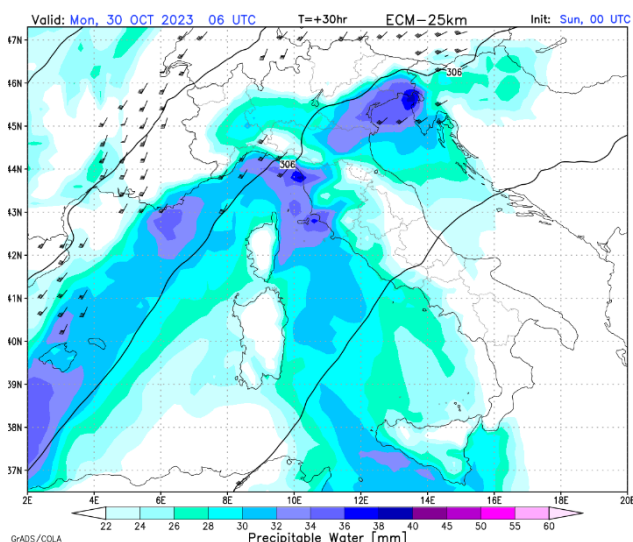 Valid: Mon, 30 OCT 2023 06 UTC T=+30hr ECM-25km Init: Sun, 00 UTC
47N
306
46N
45N
44N
306
43N
42N
41N
40N
39N
38N
37N
2E 4E 6E 8E 10E 12E 14E 16E 18E 20E
22 24 26 28 30 32 34 36 38 40 45 50 55 60
GrADS/COLA Precipitable Water [mm]